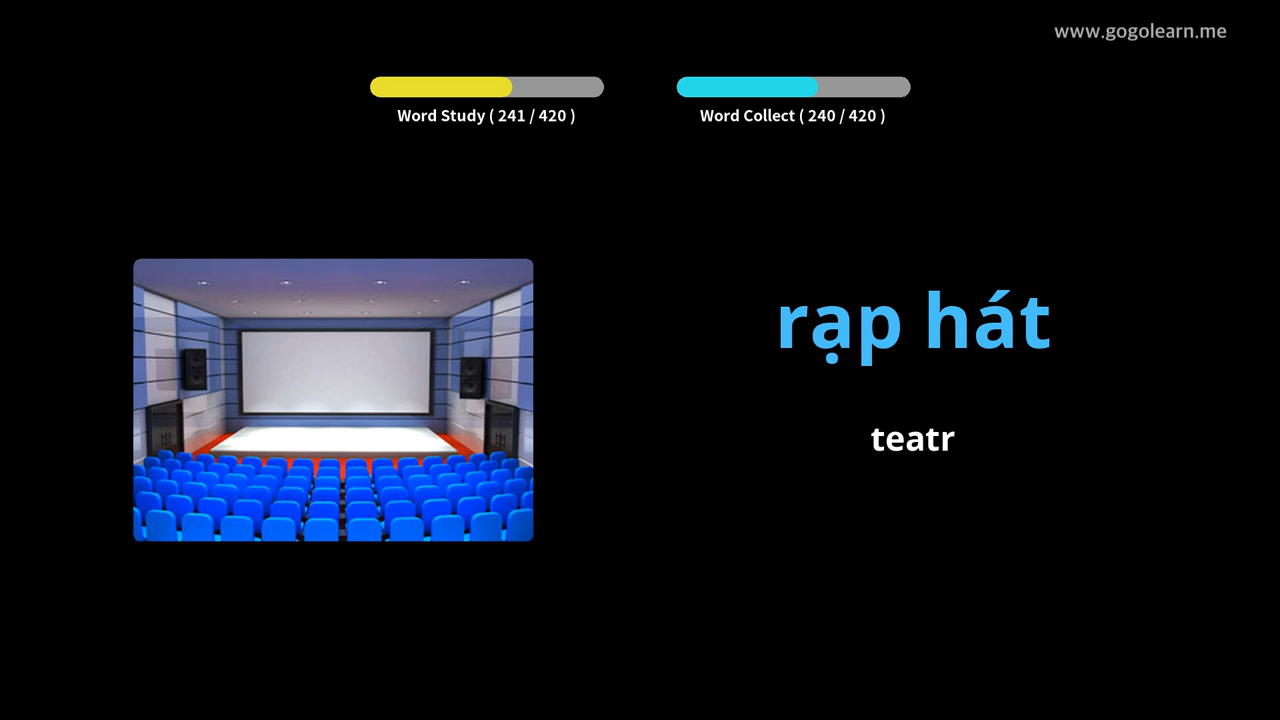 www.gogolearn.me
Word Study ( 241 / 420 )
Word Collect ( 240 / 420 )
rạp hát
teatr